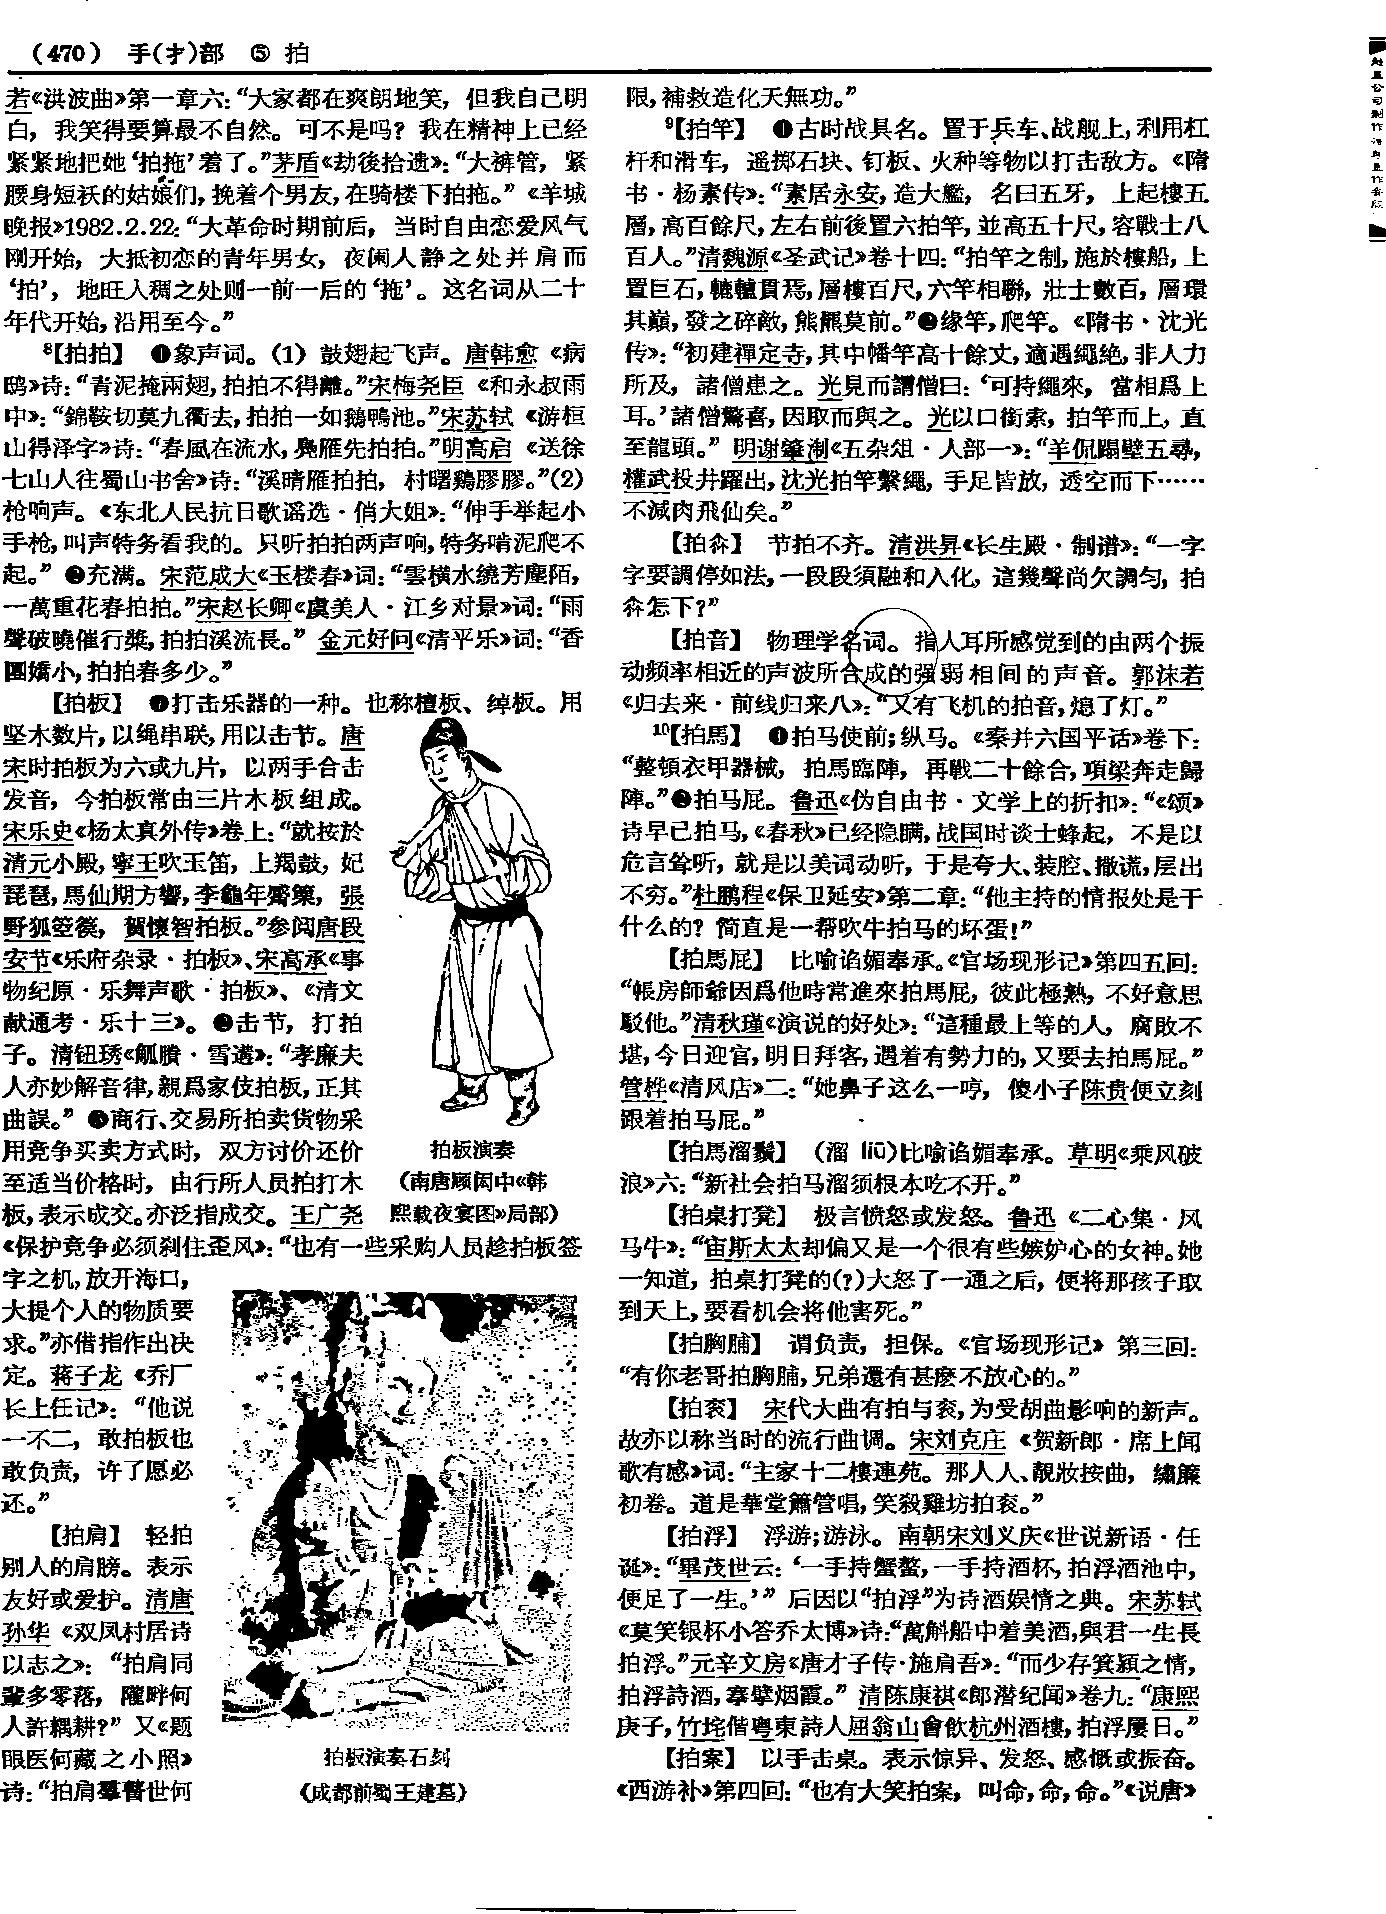 (470) 手(扌)部 ⑤ 拍
若《洪波曲》第一章六：“大家都在爽朗地笑，但我自己明
白，我笑得要算最不自然。可不是吗？我在精神上已经
紧紧地把她‘拍拖’着了。”茅盾《劫後拾遗》：“大裤管，紧
腰身短袄的姑娘们，挽着个男友，在骑楼下拍拖。”《羊城
晚报》1982.2.22：“大革命时期前后，当时自由恋爱风气
刚开始，大抵初恋的青年男女，夜阑人静之处并肩而
‘拍’，地旺人稠之处则一前一后的‘拖’。这名词从二十
年代开始，沿用至今。”
8【拍拍】 ❶象声词。(1) 鼓翅起飞声。唐韩愈《病
鸱》诗：“青泥掩兩翅，拍拍不得離。”宋梅尧臣《和永叔雨
中》：“錦鞍切莫九衢去，拍拍一如鵝鴨池。”宋苏轼《游桓
山得泽字》诗：“春風在流水，鳧雁先拍拍。”明高启《送徐
七山人往蜀山书舍》诗：“溪晴雁拍拍，村曙鷄膠膠。”(2)
枪响声。《东北人民抗日歌谣选·俏大姐》：“伸手举起小
手枪，叫声特务看我的。只听拍拍两声响，特务啃泥爬不
起。” ❷充满。宋范成大《玉楼春》词：“雲横水繞芳塵陌，
一萬重花春拍拍。”宋赵长卿《虞美人·江乡对景》词：“雨
聲破曉催行槳，拍拍溪流長。” 金元好问《清平乐》词：“香
團嬌小，拍拍春多少。”
【拍板】 ❶打击乐器的一种。也称檀板、绰板。用
坚木数片，以绳串联，用以击节。唐
宋时拍板为六或九片，以两手合击
发音，今拍板常由三片木板组成。
宋乐史《杨太真外传》卷上：“就按於
清元小殿，寧王吹玉笛，上羯鼓，妃
琵琶，馬仙期方響，李龜年觱篥，張
野狐箜篌，賀懷智拍板。”参阅唐段
安节《乐府杂录·拍板》、宋高承《事
物纪原·乐舞声歌·拍板》、《清文
献通考·乐十三》。❷击节，打拍
子。清钮琇《觚賸·雪遘》：“孝廉夫
人亦妙解音律，親爲家伎拍板，正其
曲誤。” ❸商行、交易所拍卖货物采
用竞争买卖方式时，双方讨价还价
至适当价格时，由行所人员拍打木
板，表示成交。亦泛指成交。王广尧
《保护竞争必须刹住歪风》：“也有一些采购人员趁拍板签
字之机，放开海口，
大提个人的物质要
求。”亦借指作出决
定。蒋子龙《乔厂
长上任记》：“他说
一不二，敢拍板也
敢负责，许了愿必
还。”
【拍肩】 轻拍
别人的肩膀。表示
友好或爱护。清唐
孙华《双凤村居诗
以志之》：“拍肩同
輩多零落，隴畔何
人許耦耕？” 又《题
眼医何藏之小照》
诗：“拍肩羣瞽世何
拍板演奏
(南唐顾闳中《韩
熙载夜宴图》局部)
拍板演奏石刻
(成都前蜀王建墓)
限，補救造化天無功。”
9【拍竿】 ❶古时战具名。置于兵车、战舰上，利用杠
杆和滑车，遥掷石块、钉板、火种等物以打击敌方。《隋
书·杨素传》：“素居永安，造大艦，名曰五牙，上起樓五
層，高百餘尺，左右前後置六拍竿，並高五十尺，容戰士八
百人。”清魏源《圣武记》卷十四：“拍竿之制，施於樓船，上
置巨石，轆轤貫焉，層樓百尺，六竿相聯，壯士數百，層環
其巔，發之碎敵，熊羆莫前。”❷缘竿，爬竿。《隋书·沈光
传》：“初建禪定寺，其中幡竿高十餘丈，適遇繩絶，非人力
所及，諸僧患之。光見而謂僧曰：‘可持繩來，當相爲上
耳。’諸僧驚喜，因取而與之。光以口銜索，拍竿而上，直
至龍頭。” 明谢肇淛《五杂俎·人部一》：“羊侃蹋壁五尋，
權武投井躍出，沈光拍竿繫繩，手足皆放，透空而下……
不減肉飛仙矣。”
【拍犇】 节拍不齐。清洪昇《长生殿·制谱》：“一字
字要調停如法，一段段須融和入化，這幾聲尚欠調匀，拍
犇怎下？”
【拍音】 物理学名词。指人耳所感觉到的由两个振
动频率相近的声波所合成的强弱相间的声音。郭沫若
《归去来·前线归来八》：“又有飞机的拍音，熄了灯。”
10【拍馬】 ❶拍马使前；纵马。《秦并六国平话》卷下：
“整頓衣甲器械，拍馬臨陣，再戰二十餘合，項梁奔走歸
陣。”❷拍马屁。鲁迅《伪自由书·文学上的折扣》：“《颂》
诗早已拍马，《春秋》已经隐瞒，战国时谈士蜂起，不是以
危言耸听，就是以美词动听，于是夸大、装腔、撒谎，层出
不穷。”杜鹏程《保卫延安》第二章：“他主持的情报处是干
什么的？简直是一帮吹牛拍马的坏蛋！”
【拍馬屁】 比喻谄媚奉承。《官场现形记》第四五回：
“帳房師爺因爲他時常進來拍馬屁，彼此極熟，不好意思
駁他。”清秋瑾《演说的好处》：“這種最上等的人，腐敗不
堪，今日迎官，明日拜客，遇着有勢力的，又要去拍馬屁。”
管桦《清风店》二：“她鼻子这么一哼，傻小子陈贵便立刻
跟着拍马屁。”
【拍馬溜鬚】 (溜 liū)比喻谄媚奉承。草明《乘风破
浪》六：“新社会拍马溜须根本吃不开。”
【拍桌打凳】 极言愤怒或发怒。鲁迅《二心集·风
马牛》：“宙斯太太却偏又是一个很有些嫉妒心的女神。她
一知道，拍桌打凳的(？)大怒了一通之后，便将那孩子取
到天上，要看机会将他害死。”
【拍胸脯】 谓负责，担保。《官场现形记》第三回：
“有你老哥拍胸脯，兄弟還有甚麽不放心的。”
【拍衮】 宋代大曲有拍与衮，为受胡曲影响的新声。
故亦以称当时的流行曲调。宋刘克庄《贺新郎·席上闻
歌有感》词：“主家十二樓連苑。那人人、靚妝按曲，繡簾
初卷。道是華堂簫管唱，笑殺雞坊拍衮。”
【拍浮】 浮游；游泳。南朝宋刘义庆《世说新语·任
诞》：“畢茂世云：‘一手持蟹螯，一手持酒杯，拍浮酒池中，
便足了一生。’” 后因以“拍浮”为诗酒娱情之典。宋苏轼
《莫笑银杯小答乔太博》诗：“萬斛船中着美酒，與君一生長
拍浮。”元辛文房《唐才子传·施肩吾》：“而少存箕潁之情，
拍浮詩酒，搴擘烟霞。” 清陈康祺《郎潜纪闻》卷九：“康熙
庚子，竹垞偕粤東詩人屈翁山會飲杭州酒樓，拍浮屢日。”
【拍案】 以手击桌。表示惊异、发怒、感慨或振奋。
《西游补》第四回：“也有大笑拍案，叫命，命，命。”《说唐》